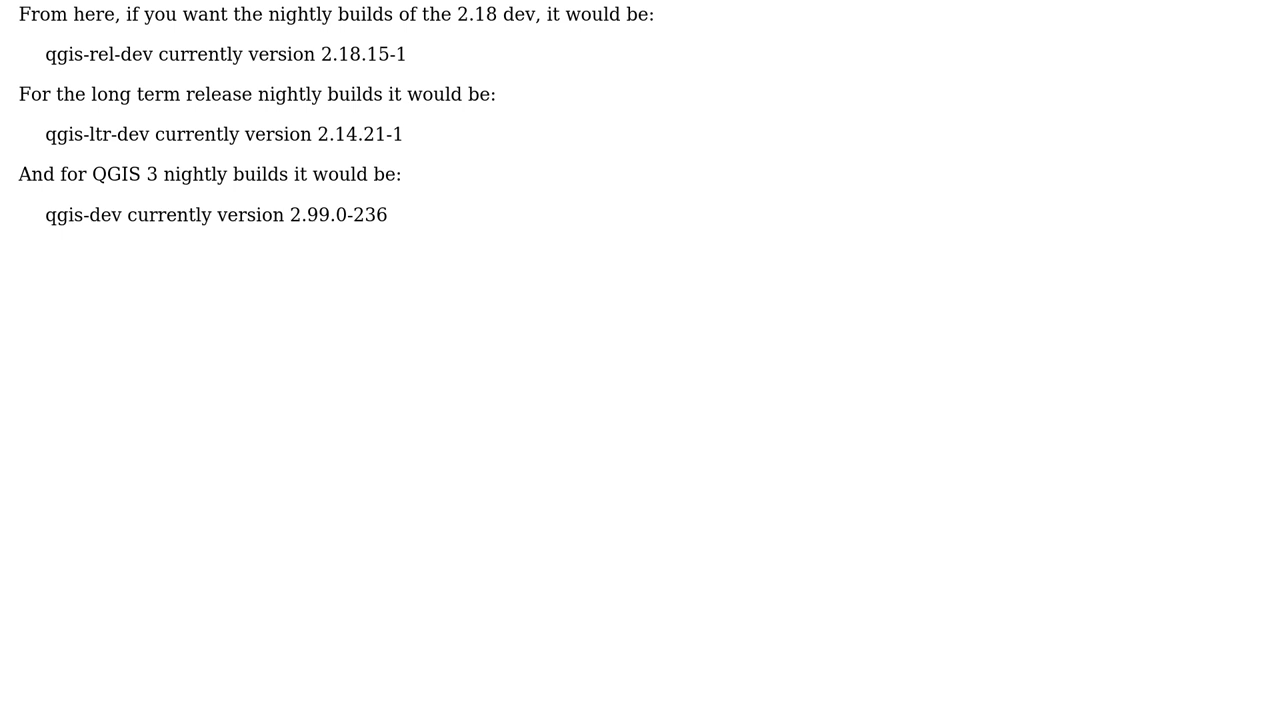 From here, if you want the nightly builds of the 2.18 dev, it would be:
qgis-rel-dev currently version 2.18.15-1
For the long term release nightly builds it would be:
qgis-ltr-dev currently version 2.14.21-1
And for QGIS 3 nightly builds it would be:
qgis-dev currently version 2.99.0-236